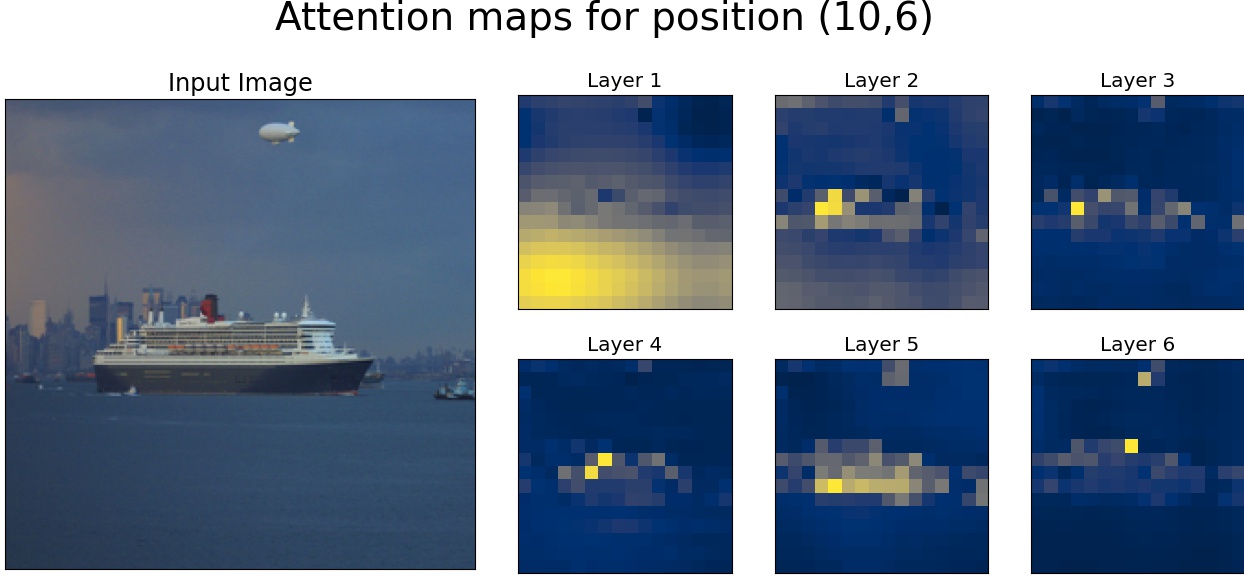 Attention maps for position (10,6)
Input Image
Layer 1
Layer 2
Layer 3
Layer 4
Layer 5
Layer 6